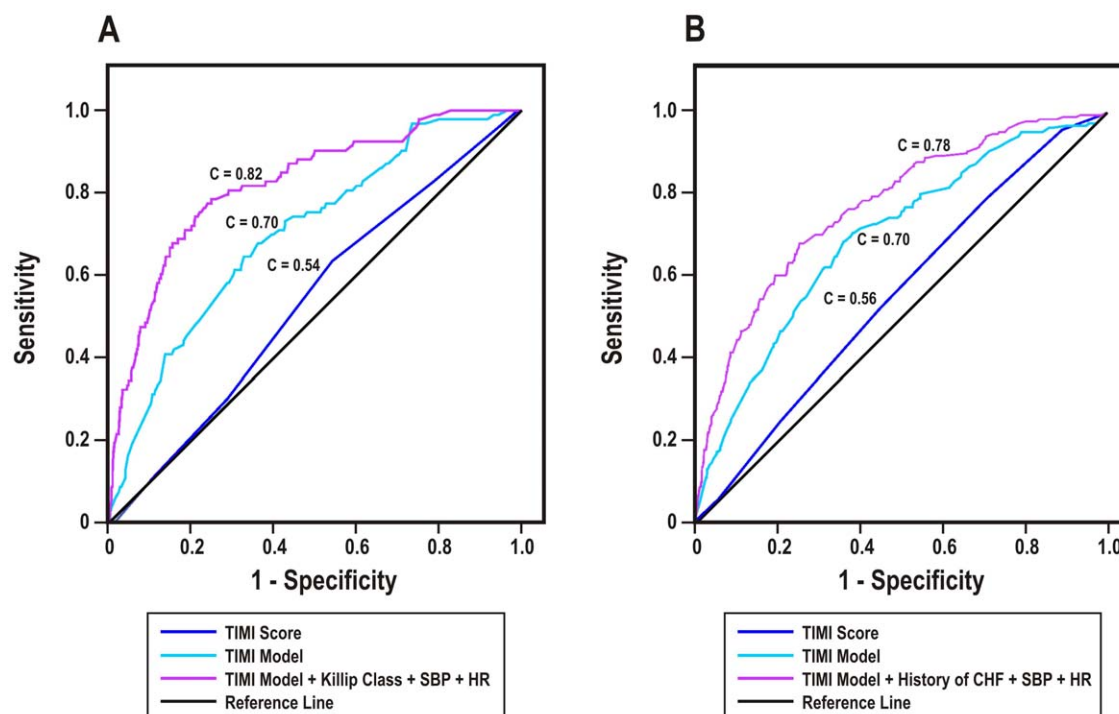 A
1.0
0.8
0.6
0.4
0.2
0
Sensitivity
C = 0.82
C = 0.70
C = 0.54
0 0.2 0.4 0.6 0.8 1.0
1 - Specificity
TIMI Score
TIMI Model
TIMI Model + Killip Class + SBP + HR
Reference Line
B
1.0
0.8
0.6
0.4
0.2
0
Sensitivity
C = 0.78
C = 0.70
C = 0.56
0 0.2 0.4 0.6 0.8 1.0
1 - Specificity
TIMI Score
TIMI Model
TIMI Model + History of CHF + SBP + HR
Reference Line